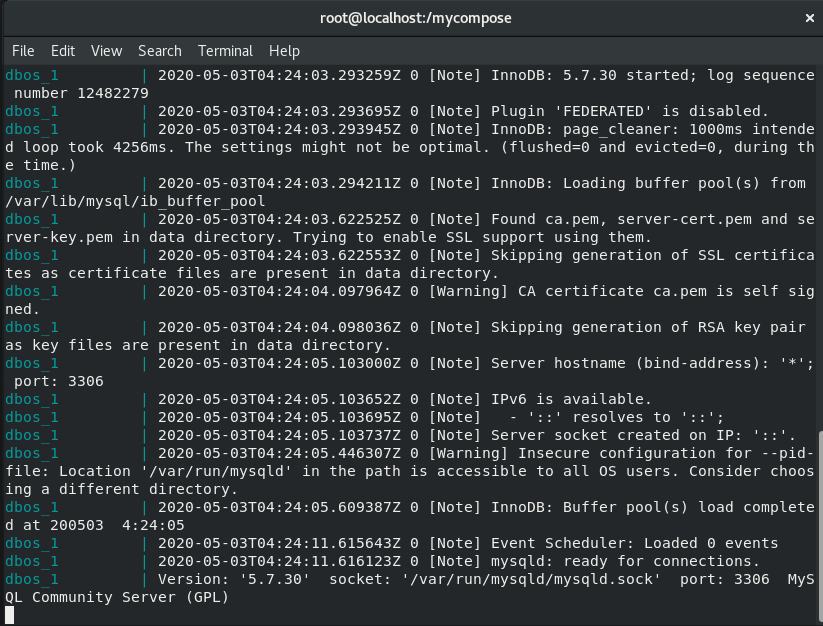 root@localhost:/mycompose
×
File Edit View Search Terminal Help
dbos_1         | 2020-05-03T04:24:03.293259Z 0 [Note] InnoDB: 5.7.30 started; log sequence
 number 12482279
dbos_1         | 2020-05-03T04:24:03.293695Z 0 [Note] Plugin 'FEDERATED' is disabled.
dbos_1         | 2020-05-03T04:24:03.293945Z 0 [Note] InnoDB: page_cleaner: 1000ms intende
d loop took 4256ms. The settings might not be optimal. (flushed=0 and evicted=0, during th
e time.)
dbos_1         | 2020-05-03T04:24:03.294211Z 0 [Note] InnoDB: Loading buffer pool(s) from
/var/lib/mysql/ib_buffer_pool
dbos_1         | 2020-05-03T04:24:03.622525Z 0 [Note] Found ca.pem, server-cert.pem and se
rver-key.pem in data directory. Trying to enable SSL support using them.
dbos_1         | 2020-05-03T04:24:03.622553Z 0 [Note] Skipping generation of SSL certifica
tes as certificate files are present in data directory.
dbos_1         | 2020-05-03T04:24:04.097964Z 0 [Warning] CA certificate ca.pem is self sig
ned.
dbos_1         | 2020-05-03T04:24:04.098036Z 0 [Note] Skipping generation of RSA key pair
as key files are present in data directory.
dbos_1         | 2020-05-03T04:24:05.103000Z 0 [Note] Server hostname (bind-address): '*';
 port: 3306
dbos_1         | 2020-05-03T04:24:05.103652Z 0 [Note] IPv6 is available.
dbos_1         | 2020-05-03T04:24:05.103695Z 0 [Note]   - '::' resolves to '::';
dbos_1         | 2020-05-03T04:24:05.103737Z 0 [Note] Server socket created on IP: '::'.
dbos_1         | 2020-05-03T04:24:05.446307Z 0 [Warning] Insecure configuration for --pid-
file: Location '/var/run/mysqld' in the path is accessible to all OS users. Consider choos
ing a different directory.
dbos_1         | 2020-05-03T04:24:05.609387Z 0 [Note] InnoDB: Buffer pool(s) load complete
d at 200503  4:24:05
dbos_1         | 2020-05-03T04:24:11.615643Z 0 [Note] Event Scheduler: Loaded 0 events
dbos_1         | 2020-05-03T04:24:11.616123Z 0 [Note] mysqld: ready for connections.
dbos_1         | Version: '5.7.30'  socket: '/var/run/mysqld/mysqld.sock'  port: 3306  MyS
QL Community Server (GPL)